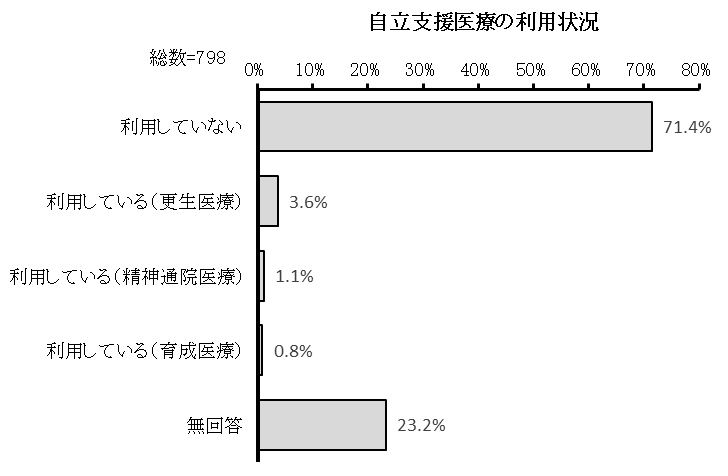 自立支援医療の利用状況
総数=798
0% 10% 20% 30% 40% 50% 60% 70% 80%
利用していない 71.4%
利用している(更生医療) 3.6%
利用している(精神通院医療) 1.1%
利用している(育成医療) 0.8%
無回答 23.2%